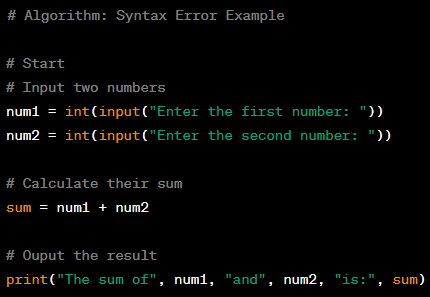 # Algorithm: Syntax Error Example
# Start
# Input two numbers
num1 = int(input("Enter the first number: "))
num2 = int(input("Enter the second number: "))
# Calculate their sum
sum = num1 + num2
# Ouput the result
print("The sum of", num1, "and", num2, "is:", sum)